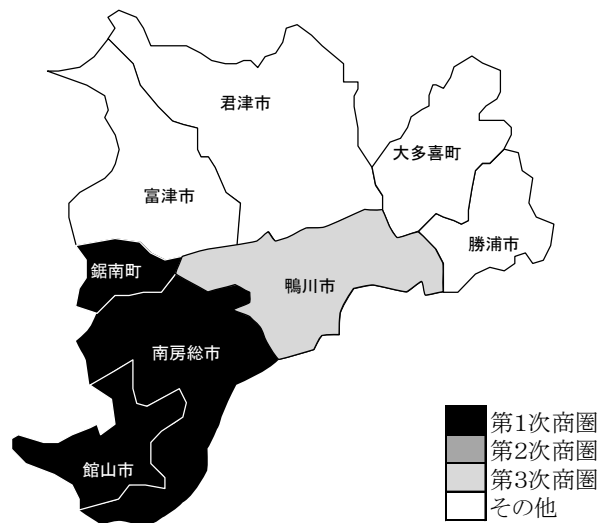 君津市
大多喜町
富津市
勝浦市
鋸南町
鴨川市
南房総市
館山市
第1次商圏
第2次商圏
第3次商圏
その他